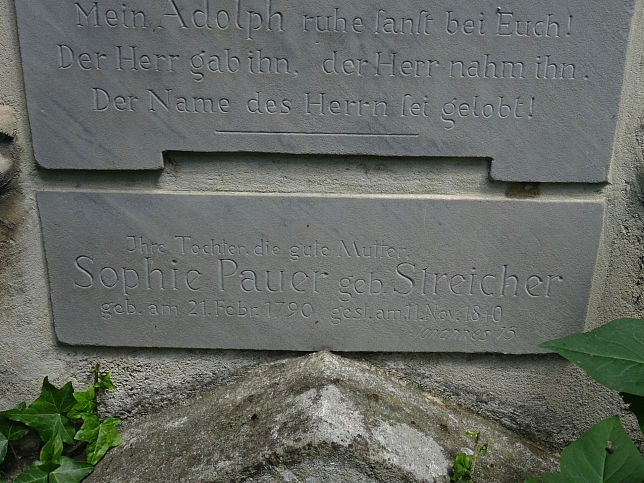 Mein Adolph ruhe ſanſt bei Euch!
Der Herr gab ihn, der Herr nahm ihn.
Der Name des Herrn ſei gelobt!
Ihre Tochter, die gute Mutter,
Sophie Pauer geb. Streicher
geb. am 21. Febr. 1790, gest. am 11. Nov. 1840